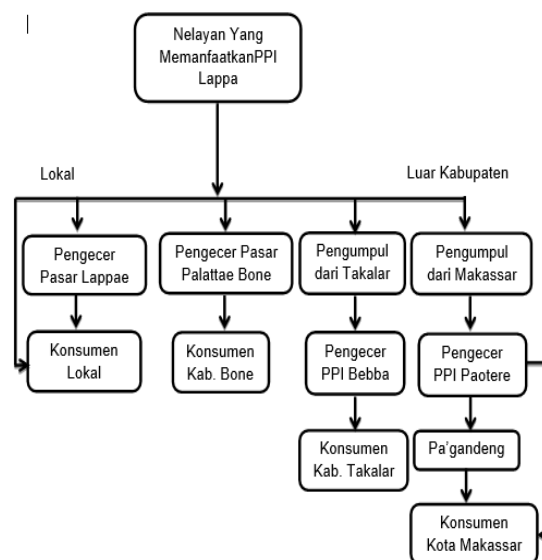 Nelayan Yang
MemanfaatkanPPI
Lappa
Lokal
Luar Kabupaten
Pengecer
Pasar Lappae
Pengecer Pasar
Palattae Bone
Pengumpul
dari Takalar
Pengumpul
dari Makassar
Konsumen
Lokal
Konsumen
Kab. Bone
Pengecer
PPI Bebba
Pengecer
PPI Paotere
Konsumen
Kab. Takalar
Pa'gandeng
Konsumen
Kota Makassar